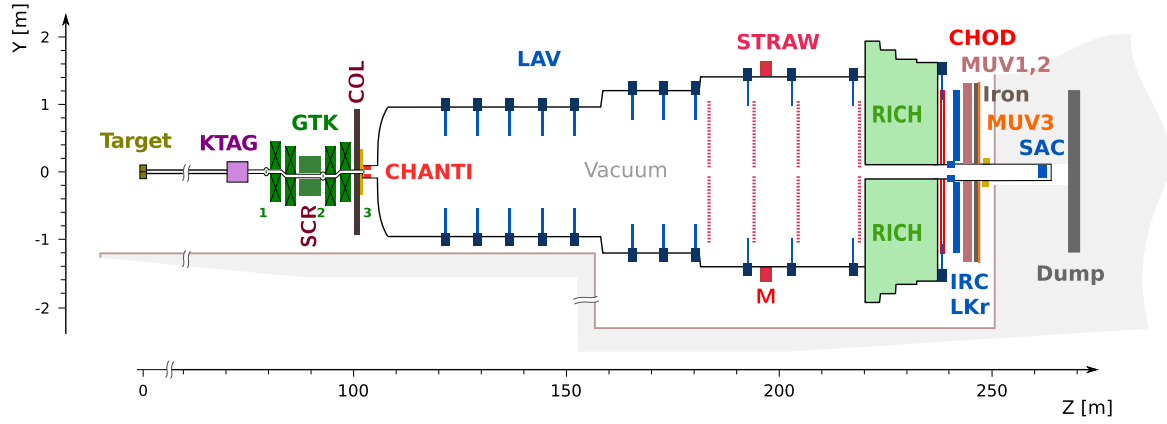 Y [m]
2
1
0
-1
-2
Target
KTAG
GTK
1
2
3
SCR
COL
CHANTI
LAV
Vacuum
STRAW
M
RICH
RICH
CHOD
MUV1,2
Iron
MUV3
SAC
IRC
LKr
Dump
0
100
150
200
250
Z [m]